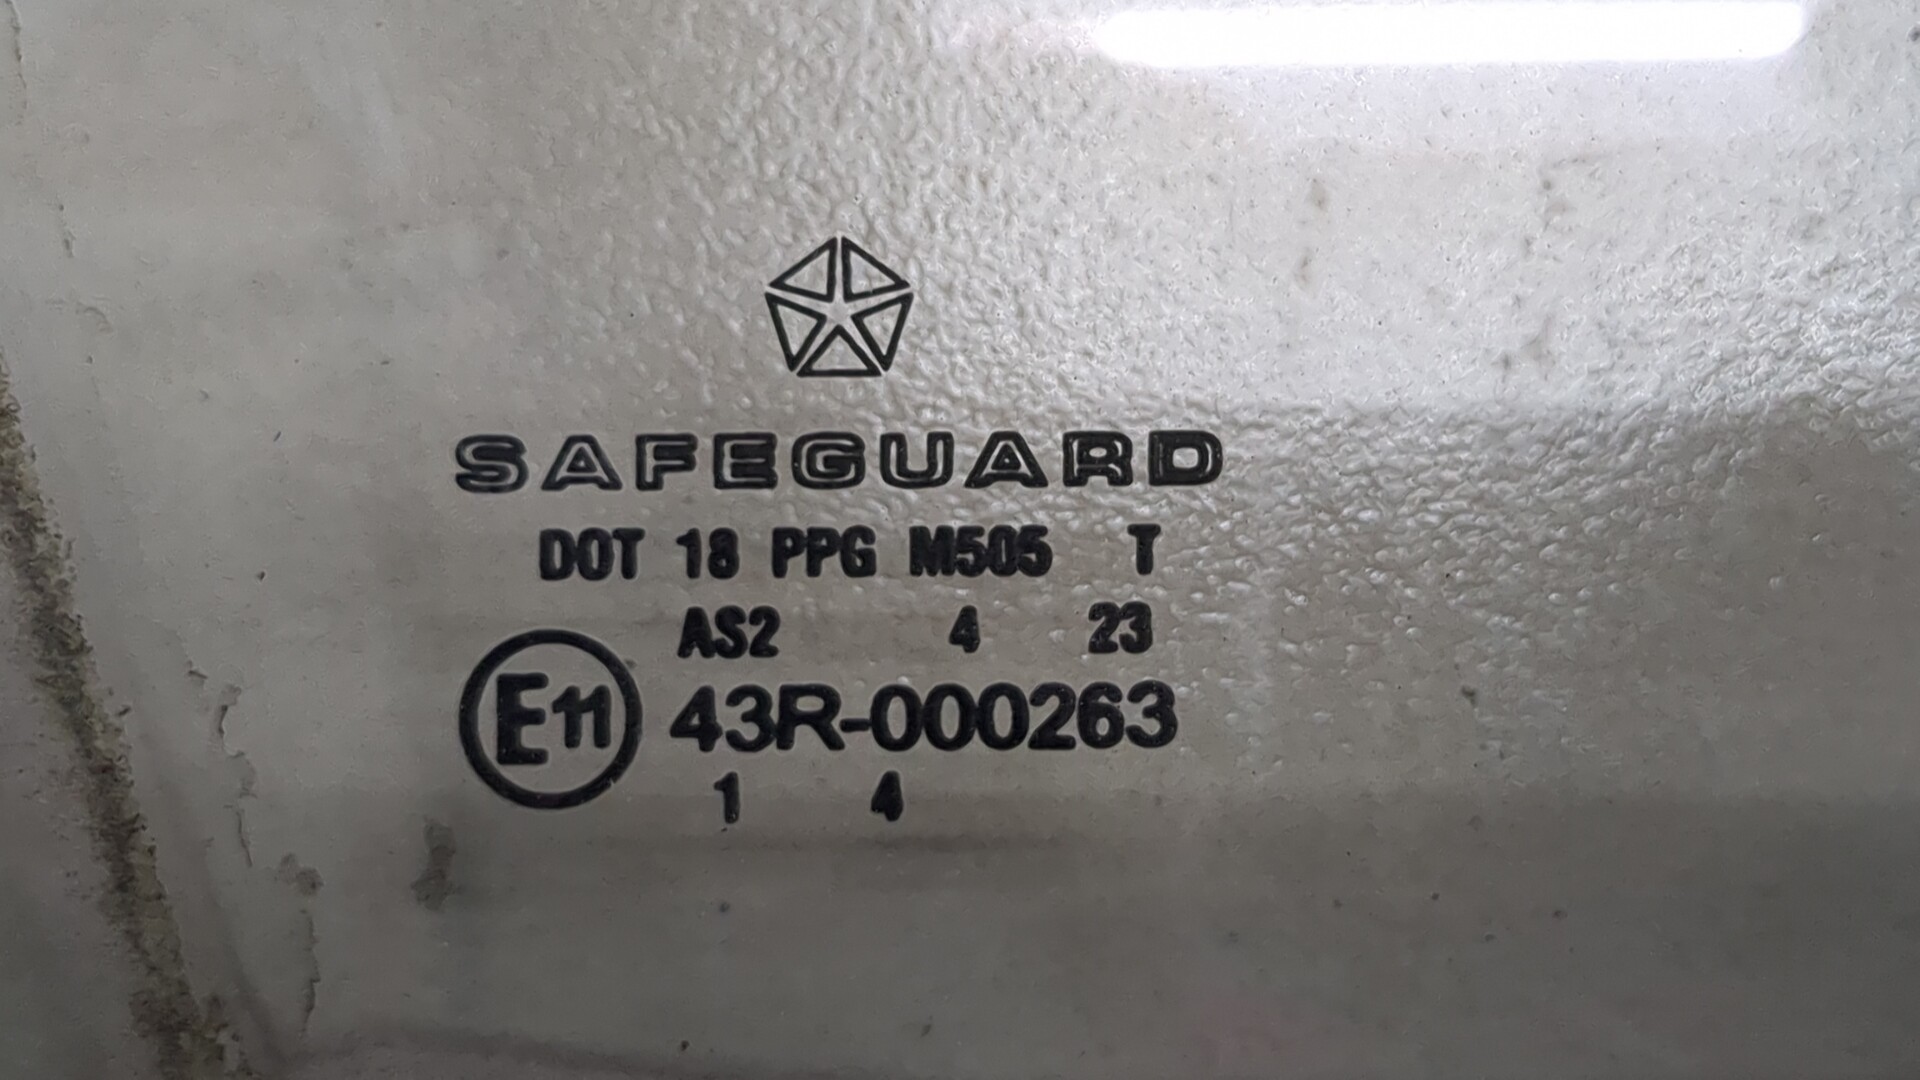 SAFEGUARD
DOT 18 PPG M505 T
AS2 4 23
E11 43R-000263
1 4